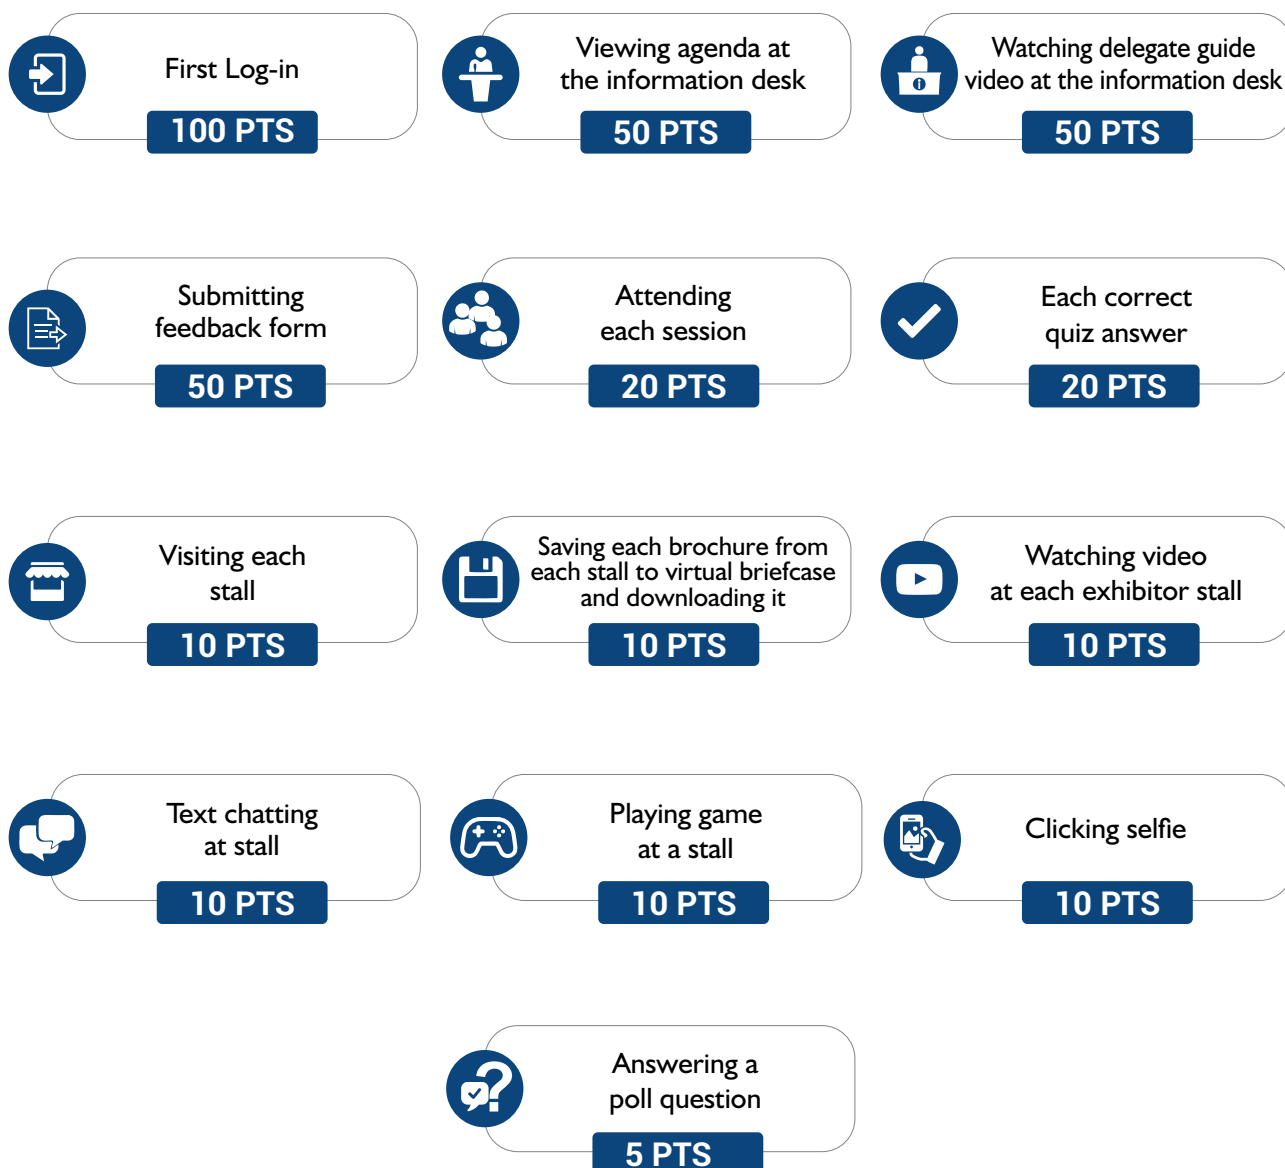 First Log-in
100 PTS
Viewing agenda at
the information desk
50 PTS
Watching delegate guide
video at the information desk
50 PTS
Submitting
feedback form
50 PTS
Attending
each session
20 PTS
Each correct
quiz answer
20 PTS
Visiting each
stall
10 PTS
Saving each brochure from
each stall to virtual briefcase
and downloading it
10 PTS
Watching video
at each exhibitor stall
10 PTS
Text chatting
at stall
10 PTS
Playing game
at a stall
10 PTS
Clicking selfie
10 PTS
Answering a
poll question
5 PTS